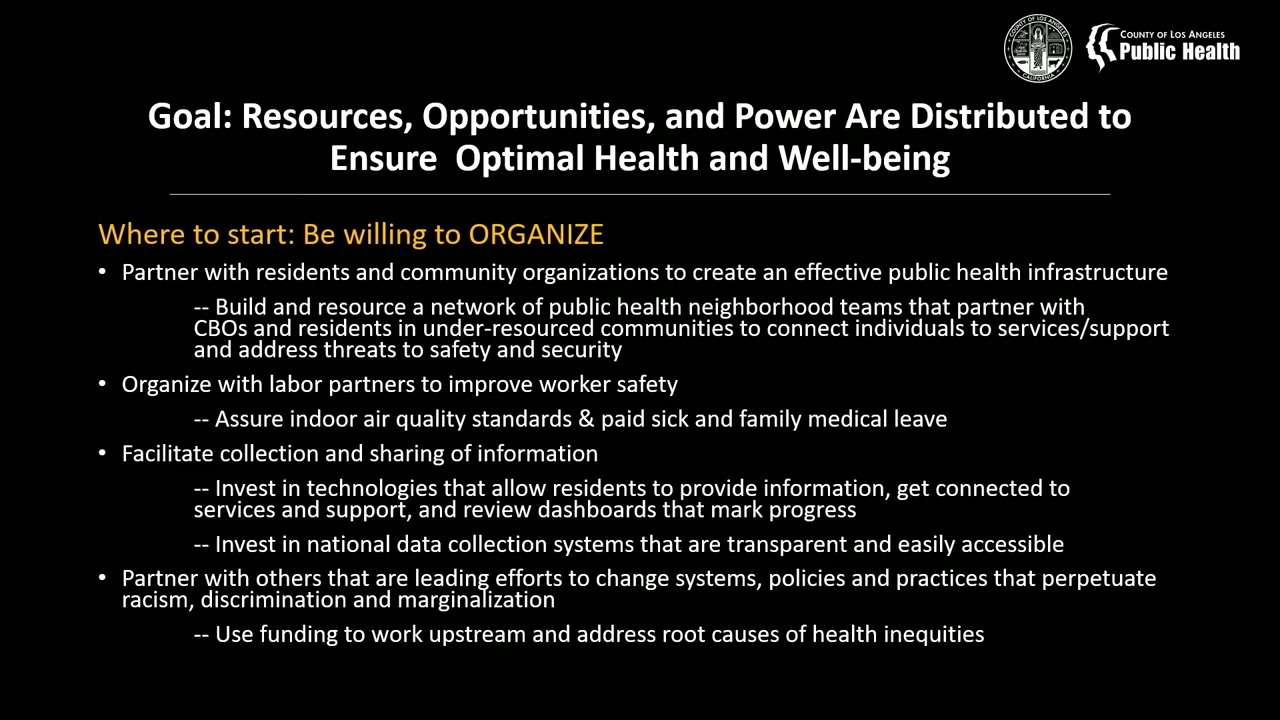 COUNTY OF LOS ANGELES
CALIFORNIA
COUNTY OF LOS ANGELES
Public Health
Goal: Resources, Opportunities, and Power Are Distributed to
Ensure  Optimal Health and Well-being
Where to start: Be willing to ORGANIZE
• Partner with residents and community organizations to create an effective public health infrastructure
-- Build and resource a network of public health neighborhood teams that partner with
CBOs and residents in under-resourced communities to connect individuals to services/support
and address threats to safety and security
• Organize with labor partners to improve worker safety
-- Assure indoor air quality standards & paid sick and family medical leave
• Facilitate collection and sharing of information
-- Invest in technologies that allow residents to provide information, get connected to
services and support, and review dashboards that mark progress
-- Invest in national data collection systems that are transparent and easily accessible
• Partner with others that are leading efforts to change systems, policies and practices that perpetuate
racism, discrimination and marginalization
-- Use funding to work upstream and address root causes of health inequities